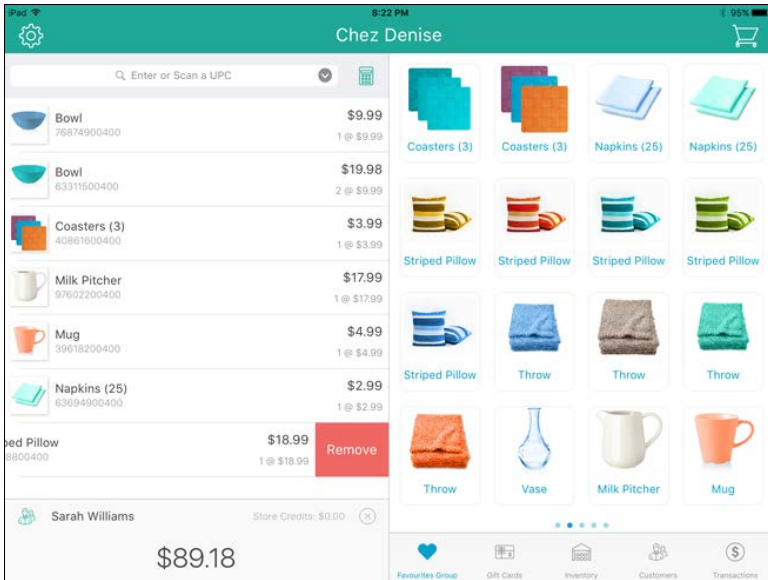 iPad 8:22 PM 95%
Chez Denise
Enter or Scan a UPC
Bowl $9.99
76874900400 1 @ $9.99
Bowl $19.98
63311500400 2 @ $9.99
Coasters (3) $3.99
40861600400 1 @ $3.99
Milk Pitcher $17.99
97602200400 1 @ $17.99
Mug $4.99
39618200400 1 @ $4.99
Napkins (25) $2.99
63694900400 1 @ $2.99
ped Pillow $18.99 Remove
8800400 1 @ $18.99
Sarah Williams Store Credits: $0.00
$89.18
Coasters (3) Coasters (3) Napkins (25) Napkins (25)
Striped Pillow Striped Pillow Striped Pillow Striped Pillow
Striped Pillow Throw Throw Throw
Throw Vase Milk Pitcher Mug
Favourites Group Gift Cards Inventory Customers Transactions